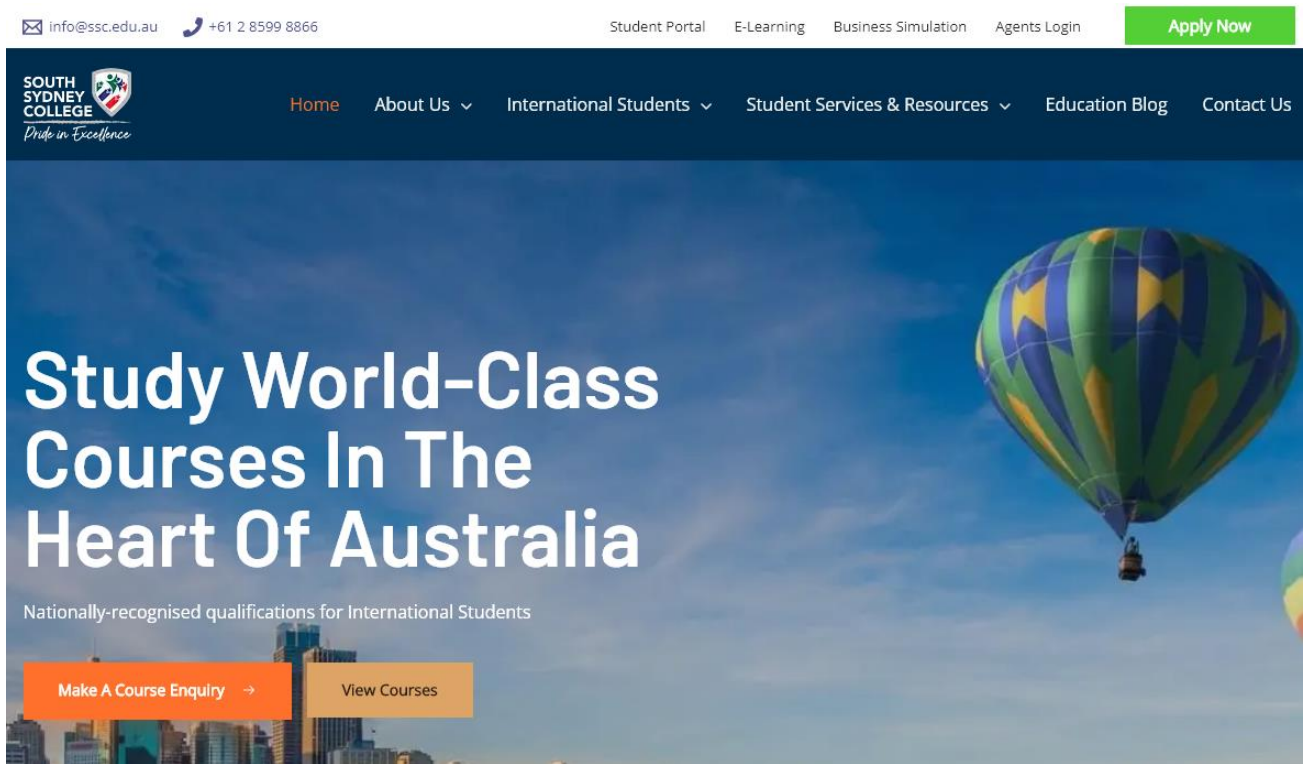 info@ssc.edu.au +61 2 8599 8866 Student Portal E-Learning Business Simulation Agents Login Apply Now
SOUTH
SYDNEY
COLLEGE
Pride in Excellence
Home About Us International Students Student Services & Resources Education Blog Contact Us
Study World-Class
Courses In The
Heart Of Australia
Nationally-recognised qualifications for International Students
Make A Course Enquiry → View Courses